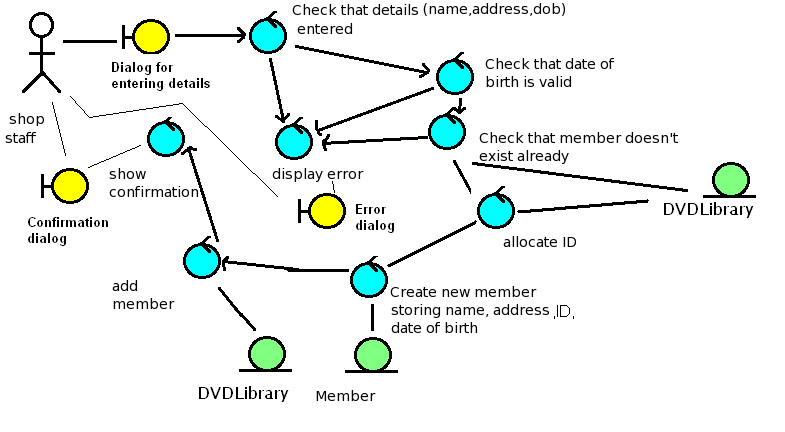 Check that details (name,address,dob)
entered
Dialog for
entering details
Check that date of
birth is valid
shop
staff
Check that member doesn't
exist already
show
confirmation
display error
Confirmation
dialog
Error
dialog
DVDLibrary
allocate ID
add
member
Create new member
storing name, address ,ID,
date of birth
DVDLibrary
Member